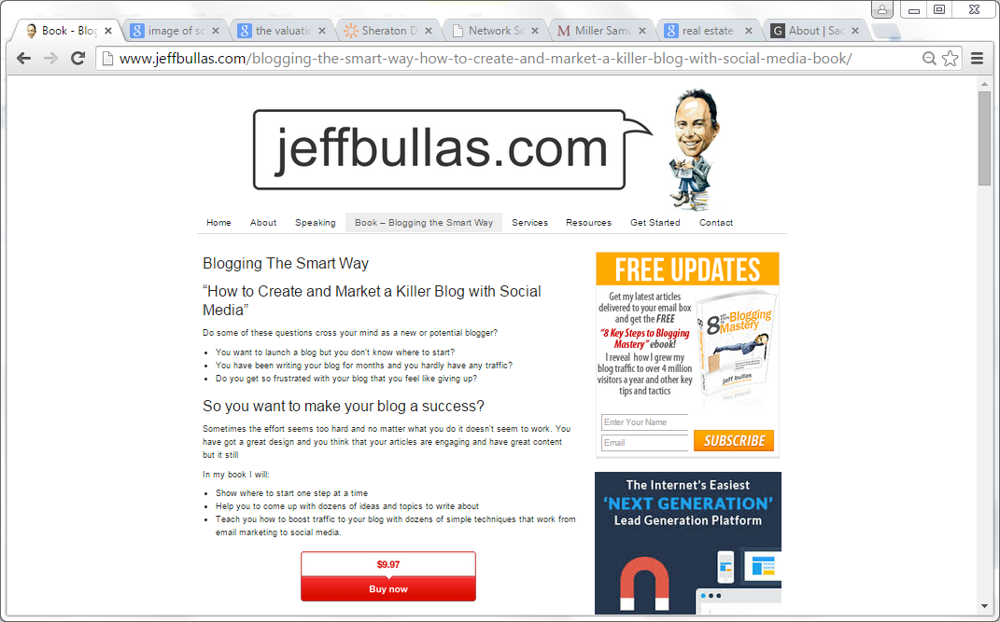 Book - Blog
image of sc
the valuatio
Sheraton D
Network So
Miller Samu
real estate
About | Sac
www.jeffbullas.com/blogging-the-smart-way-how-to-create-and-market-a-killer-blog-with-social-media-book/
jeffbullas.com
Home About Speaking Book – Blogging the Smart Way Services Resources Get Started Contact
Blogging The Smart Way
“How to Create and Market a Killer Blog with Social
Media”
Do some of these questions cross your mind as a new or potential blogger?
You want to launch a blog but you don't know where to start?
You have been writing your blog for months and you hardly have any traffic?
Do you get so frustrated with your blog that you feel like giving up?
So you want to make your blog a success?
Sometimes the effort seems too hard and no matter what you do it doesn't seem to work. You
have got a great design and you think that your articles are engaging and have great content
but it still
In my book I will:
Show where to start one step at a time
Help you to come up with dozens of ideas and topics to write about
Teach you how to boost traffic to your blog with dozens of simple techniques that work from
email marketing to social media.
$9.97
Buy now
FREE UPDATES
Get my latest articles
delivered to your email box
and get the FREE
"8 Key Steps to Blogging
Mastery" ebook!
I reveal how I grew my
blog traffic to over 4 million
visitors a year and other key
tips and tactics
8 Blogging
Mastery
jeff bullas
Enter Your Name
Email
SUBSCRIBE
The Internet's Easiest
‘NEXT GENERATION’
Lead Generation Platform